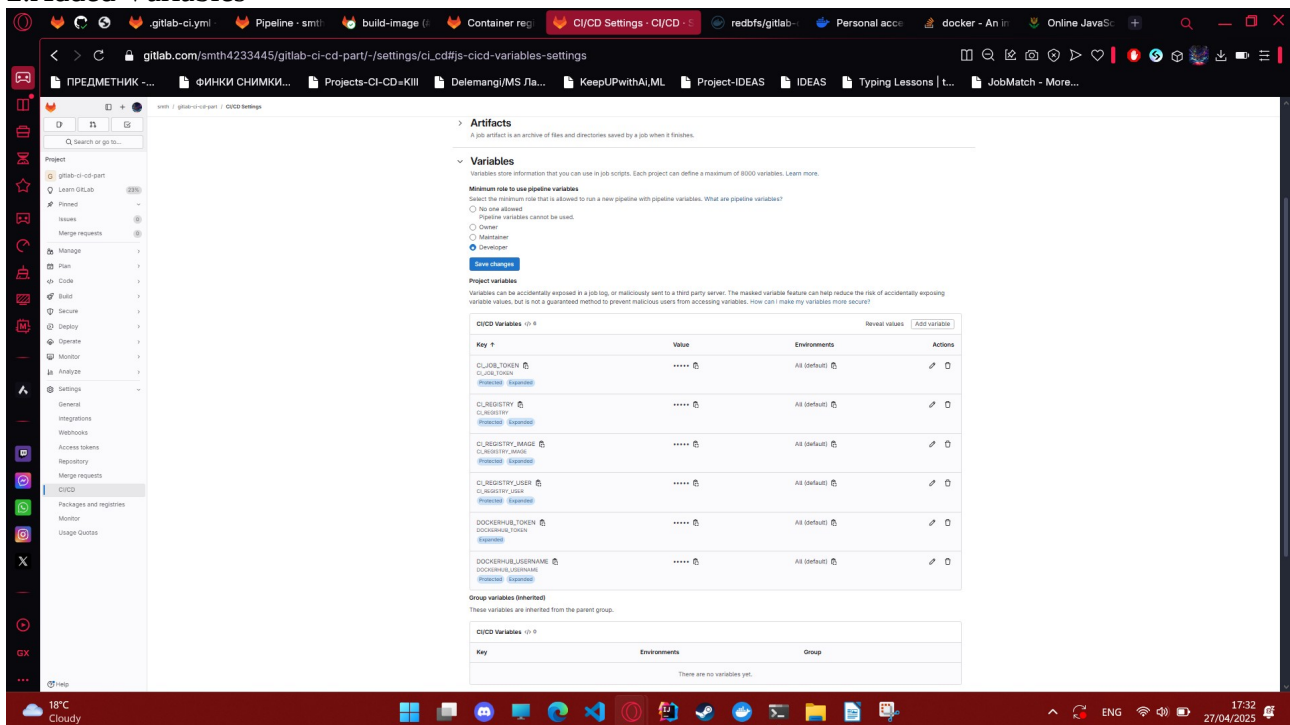 2.Added Variables
.gitlab-ci.yml
Pipeline · smth
build-image (#
Container regi
CI/CD Settings · CI/CD · S
redbfs/gitlab-
Personal acce
docker - An in
Online JavaSc
gitlab.com/smth4233445/gitlab-ci-cd-part/-/settings/ci_cd#js-cicd-variables-settings
ПРЕДМЕТНИК -...
ФИНКИ СНИМКИ...
Projects-CI-CD=KIII
Delemangi/MS Ла...
KeepUPwithAi,ML
Project-IDEAS
IDEAS
Typing Lessons | t...
JobMatch - More...
smth / gitlab-ci-cd-part / CI/CD Settings
Search or go to...
Project
G gitlab-ci-cd-part
Learn GitLab 23%
Pinned
Issues 0
Merge requests 0
Manage
Plan
Code
Build
Secure
Deploy
Operate
Monitor
Analyze
Settings
General
Integrations
Webhooks
Access tokens
Repository
Merge requests
CI/CD
Packages and registries
Monitor
Usage Quotas
Help
Artifacts
A job artifact is an archive of files and directories saved by a job when it finishes.
Variables
Variables store information that you can use in job scripts. Each project can define a maximum of 8000 variables. Learn more.
Minimum role to use pipeline variables
Select the minimum role that is allowed to run a new pipeline with pipeline variables. What are pipeline variables?
No one allowed
Pipeline variables cannot be used.
Owner
Maintainer
Developer
Save changes
Project variables
Variables can be accidentally exposed in a job log, or maliciously sent to a third party server. The masked variable feature can help reduce the risk of accidentally exposing
variable values, but is not a guaranteed method to prevent malicious users from accessing variables. How can I make my variables more secure?
CI/CD Variables </> 6 Reveal values Add variable
Key ↑ Value Environments Actions
CI_JOB_TOKEN ***** All (default)
CI_JOB_TOKEN
Protected Expanded
CI_REGISTRY ***** All (default)
CI_REGISTRY
Protected Expanded
CI_REGISTRY_IMAGE ***** All (default)
CI_REGISTRY_IMAGE
Protected Expanded
CI_REGISTRY_USER ***** All (default)
CI_REGISTRY_USER
Protected Expanded
DOCKERHUB_TOKEN ***** All (default)
DOCKERHUB_TOKEN
Expanded
DOCKERHUB_USERNAME ***** All (default)
DOCKERHUB_USERNAME
Protected Expanded
Group variables (inherited)
These variables are inherited from the parent group.
CI/CD Variables </> 0
Key Environments Group
There are no variables yet.
GX
18°C
Cloudy
ENG
17:32
27/04/2025